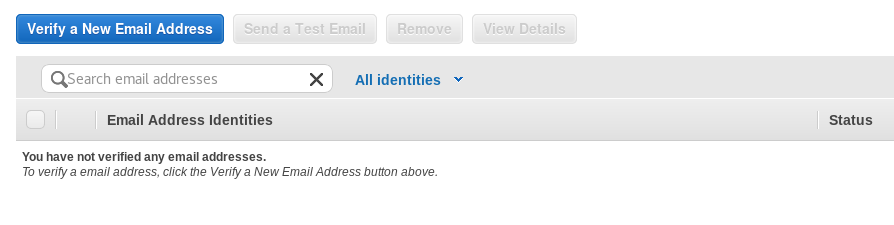 Verify a New Email Address Send a Test Email Remove View Details
Search email addresses All identities
Email Address Identities Status
You have not verified any email addresses.
To verify a email address, click the Verify a New Email Address button above.